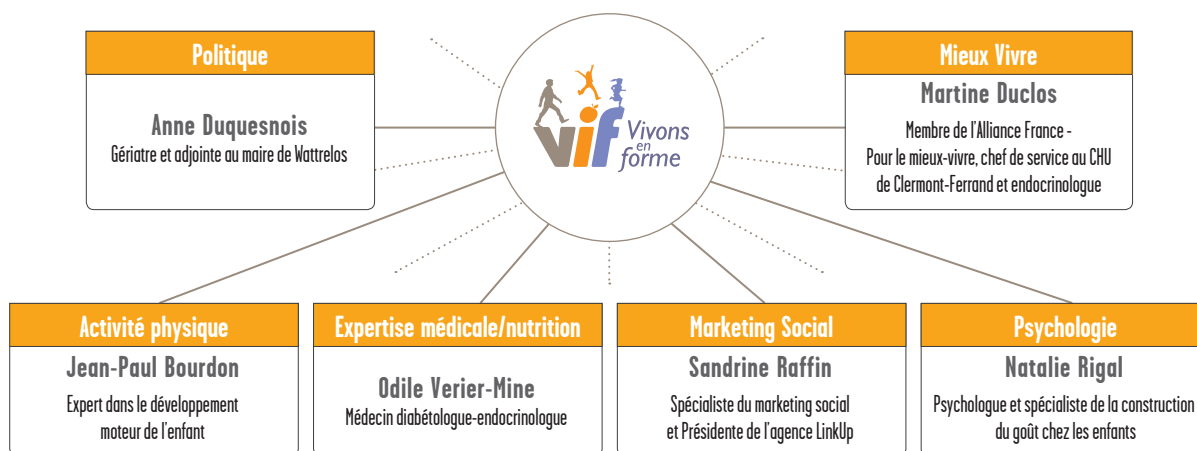 Politique
Anne Duquesnois
Gériatre et adjointe au maire de Wattrelos
vif Vivons
en
forme
Mieux Vivre
Martine Duclos
Membre de l'Alliance France -
Pour le mieux-vivre, chef de service au CHU
de Clermont-Ferrand et endocrinologue
Activité physique
Jean-Paul Bourdon
Expert dans le développement
moteur de l'enfant
Expertise médicale/nutrition
Odile Verier-Mine
Médecin diabétologue-endocrinologue
Marketing Social
Sandrine Raffin
Spécialiste du marketing social
et Présidente de l'agence LinkUp
Psychologie
Natalie Rigal
Psychologue et spécialiste de la construction
du goût chez les enfants